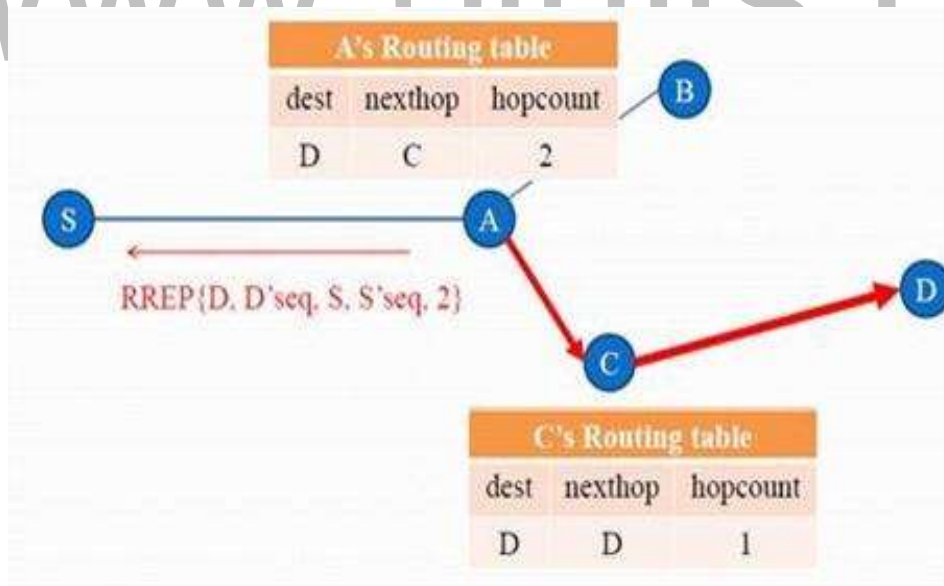 A's Routing table
dest nexthop hopcount
D C 2
B
S
A
RREP{D, D'seq, S, S'seq, 2}
D
C
C's Routing table
dest nexthop hopcount
D D 1